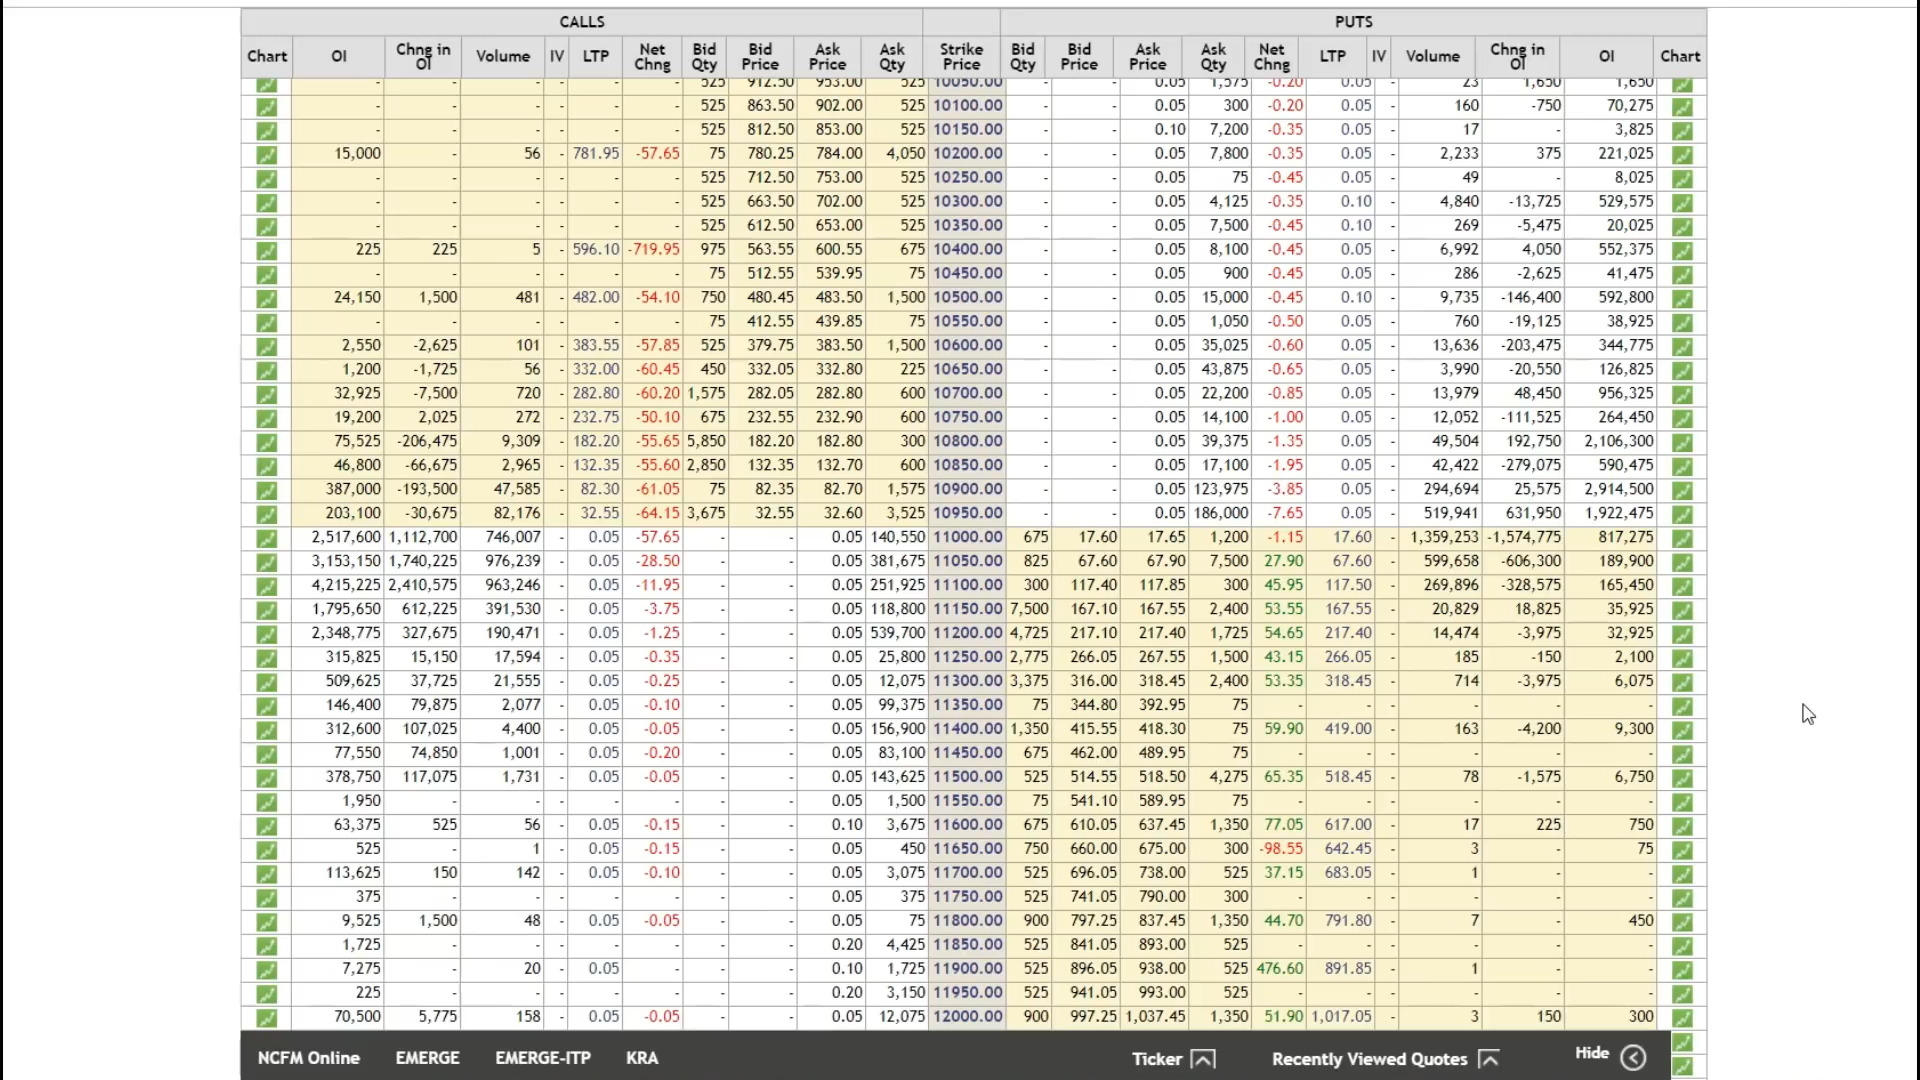 CALLS PUTS
Chart OI Chng in OI Volume IV LTP Net Chng Bid Qty Bid Price Ask Price Ask Qty Strike Price Bid Qty Bid Price Ask Price Ask Qty Net Chng LTP IV Volume Chng in OI OI Chart
- - - - - - 525 912.50 953.00 525 10050.00 - - 0.05 1,575 -0.20 0.05 - 23 1,650 1,650
- - - - - - 525 863.50 902.00 525 10100.00 - - 0.05 300 -0.20 0.05 - 160 -750 70,275
- - - - - - 525 812.50 853.00 525 10150.00 - - 0.10 7,200 -0.35 0.05 - 17 - 3,825
15,000 - 56 - 781.95 -57.65 75 780.25 784.00 4,050 10200.00 - - 0.05 7,800 -0.35 0.05 - 2,233 375 221,025
- - - - - - 525 712.50 753.00 525 10250.00 - - 0.05 75 -0.45 0.05 - 49 - 8,025
- - - - - - 525 663.50 702.00 525 10300.00 - - 0.05 4,125 -0.35 0.10 - 4,840 -13,725 529,575
- - - - - - 525 612.50 653.00 525 10350.00 - - 0.05 7,500 -0.45 0.10 - 269 -5,475 20,025
225 225 5 - 596.10 -719.95 975 563.55 600.55 675 10400.00 - - 0.05 8,100 -0.45 0.05 - 6,992 4,050 552,375
- - - - - - 75 512.55 539.95 75 10450.00 - - 0.05 900 -0.45 0.05 - 286 -2,625 41,475
24,150 1,500 481 - 482.00 -54.10 750 480.45 483.50 1,500 10500.00 - - 0.05 15,000 -0.45 0.10 - 9,735 -146,400 592,800
- - - - - - 75 412.55 439.85 75 10550.00 - - 0.05 1,050 -0.50 0.05 - 760 -19,125 38,925
2,550 -2,625 101 - 383.55 -57.85 525 379.75 383.50 1,500 10600.00 - - 0.05 35,025 -0.60 0.05 - 13,636 -203,475 344,775
1,200 -1,725 56 - 332.00 -60.45 450 332.05 332.80 225 10650.00 - - 0.05 43,875 -0.65 0.05 - 3,990 -20,550 126,825
32,925 -7,500 720 - 282.80 -60.20 1,575 282.05 282.80 600 10700.00 - - 0.05 22,200 -0.85 0.05 - 13,979 48,450 956,325
19,200 2,025 272 - 232.75 -50.10 675 232.55 232.90 600 10750.00 - - 0.05 14,100 -1.00 0.05 - 12,052 -111,525 264,450
75,525 -206,475 9,309 - 182.20 -55.65 5,850 182.20 182.80 300 10800.00 - - 0.05 39,375 -1.35 0.05 - 49,504 192,750 2,106,300
46,800 -66,675 2,965 - 132.35 -55.60 2,850 132.35 132.70 600 10850.00 - - 0.05 17,100 -1.95 0.05 - 42,422 -279,075 590,475
387,000 -193,500 47,585 - 82.30 -61.05 75 82.35 82.70 1,575 10900.00 - - 0.05 123,975 -3.85 0.05 - 294,694 25,575 2,914,500
203,100 -30,675 82,176 - 32.55 -64.15 3,675 32.55 32.60 3,525 10950.00 - - 0.05 186,000 -7.65 0.05 - 519,941 631,950 1,922,475
2,517,600 1,112,700 746,007 - 0.05 -57.65 - - 0.05 140,550 11000.00 675 17.60 17.65 1,200 -1.15 17.60 - 1,359,253 -1,574,775 817,275
3,153,150 1,740,225 976,239 - 0.05 -28.50 - - 0.05 381,675 11050.00 825 67.60 67.90 7,500 27.90 67.60 - 599,658 -606,300 189,900
4,215,225 2,410,575 963,246 - 0.05 -11.95 - - 0.05 251,925 11100.00 300 117.40 117.85 300 45.95 117.50 - 269,896 -328,575 165,450
1,795,650 612,225 391,530 - 0.05 -3.75 - - 0.05 118,800 11150.00 7,500 167.10 167.55 2,400 53.55 167.55 - 20,829 18,825 35,925
2,348,775 327,675 190,471 - 0.05 -1.25 - - 0.05 539,700 11200.00 4,725 217.10 217.40 1,725 54.65 217.40 - 14,474 -3,975 32,925
315,825 15,150 17,594 - 0.05 -0.35 - - 0.05 25,800 11250.00 2,775 266.05 267.55 1,500 43.15 266.05 - 185 -150 2,100
509,625 37,725 21,555 - 0.05 -0.25 - - 0.05 12,075 11300.00 3,375 316.00 318.45 2,400 53.35 318.45 - 714 -3,975 6,075
146,400 79,875 2,077 - 0.05 -0.10 - - 0.05 99,375 11350.00 75 344.80 392.95 75 - - - - - -
312,600 107,025 4,400 - 0.05 -0.05 - - 0.05 156,900 11400.00 1,350 415.55 418.30 75 59.90 419.00 - 163 -4,200 9,300
77,550 74,850 1,001 - 0.05 -0.20 - - 0.05 83,100 11450.00 675 462.00 489.95 75 - - - - - -
378,750 117,075 1,731 - 0.05 -0.05 - - 0.05 143,625 11500.00 525 514.55 518.50 4,275 65.35 518.45 - 78 -1,575 6,750
1,950 - - - - - - - 0.05 1,500 11550.00 75 541.10 589.95 75 - - - - - -
63,375 525 56 - 0.05 -0.15 - - 0.10 3,675 11600.00 675 610.05 637.45 1,350 77.05 617.00 - 17 225 750
525 - 1 - 0.05 -0.15 - - 0.05 450 11650.00 750 660.00 675.00 300 -98.55 642.45 - 3 - 75
113,625 150 142 - 0.05 -0.10 - - 0.05 3,075 11700.00 525 696.05 738.00 525 37.15 683.05 - 1 - -
375 - - - - - - - 0.05 375 11750.00 525 741.05 790.00 300 - - - - - -
9,525 1,500 48 - 0.05 -0.05 - - 0.05 75 11800.00 900 797.25 837.45 1,350 44.70 791.80 - 7 - 450
1,725 - - - - - - - 0.20 4,425 11850.00 525 841.05 893.00 525 - - - - - -
7,275 - 20 - 0.05 - - - 0.10 1,725 11900.00 525 896.05 938.00 525 476.60 891.85 - 1 - -
225 - - - - - - - 0.20 3,150 11950.00 525 941.05 993.00 525 - - - - - -
70,500 5,775 158 - 0.05 -0.05 - - 0.05 12,075 12000.00 900 997.25 1,037.45 1,350 51.90 1,017.05 - 3 150 300
NCFM Online EMERGE EMERGE-ITP KRA Ticker Recently Viewed Quotes Hide